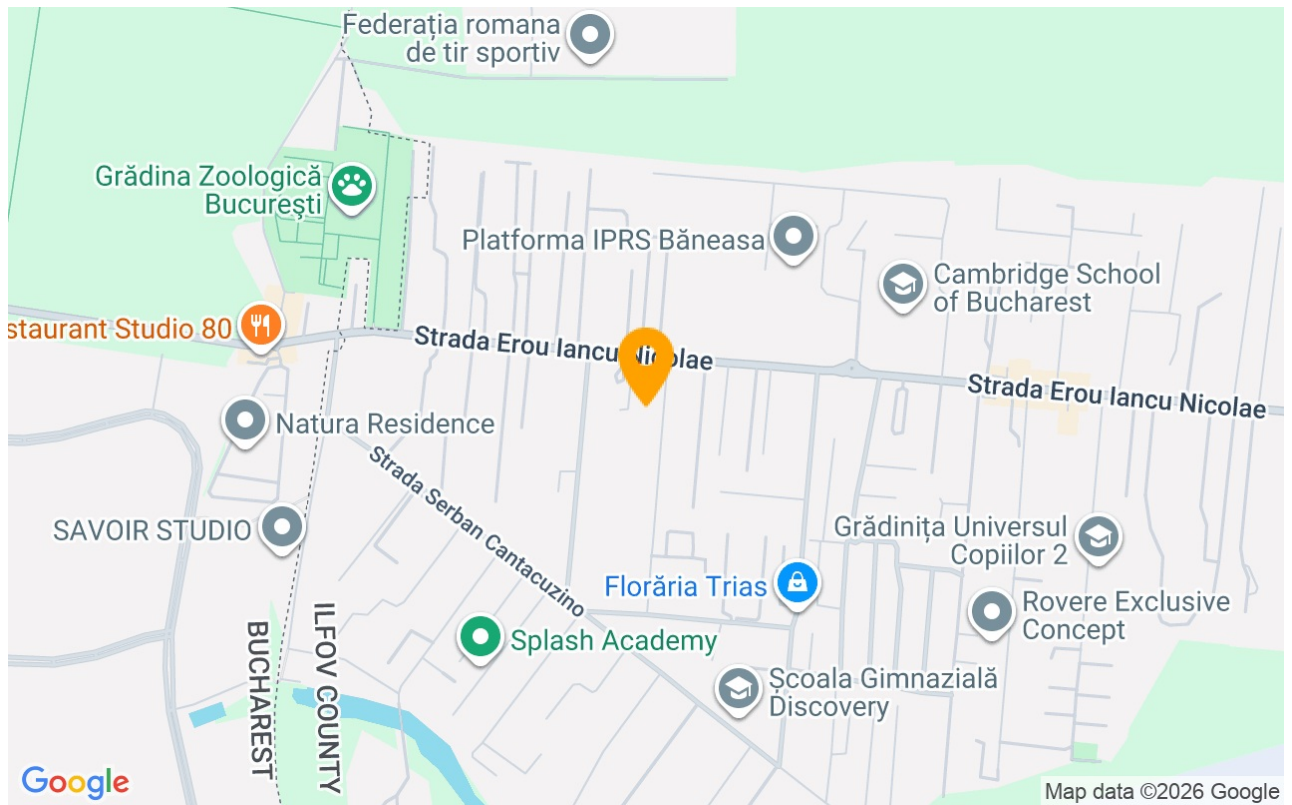 Federația romana
de tir sportiv
Grădina Zoologică
București
Platforma IPRS Băneasa
Cambridge School
of Bucharest
staurant Studio 80
Strada Erou Iancu Nicolae
Strada Erou Iancu Nicolae
Natura Residence
Strada Serban Cantacuzino
SAVOIR STUDIO
Grădinița Universul
Copiilor 2
Florăria Trias
Rovere Exclusive
Concept
Splash Academy
ILFOV COUNTY
BUCHAREST
Școala Gimnazială
Discovery
Google
Map data ©2026 Google